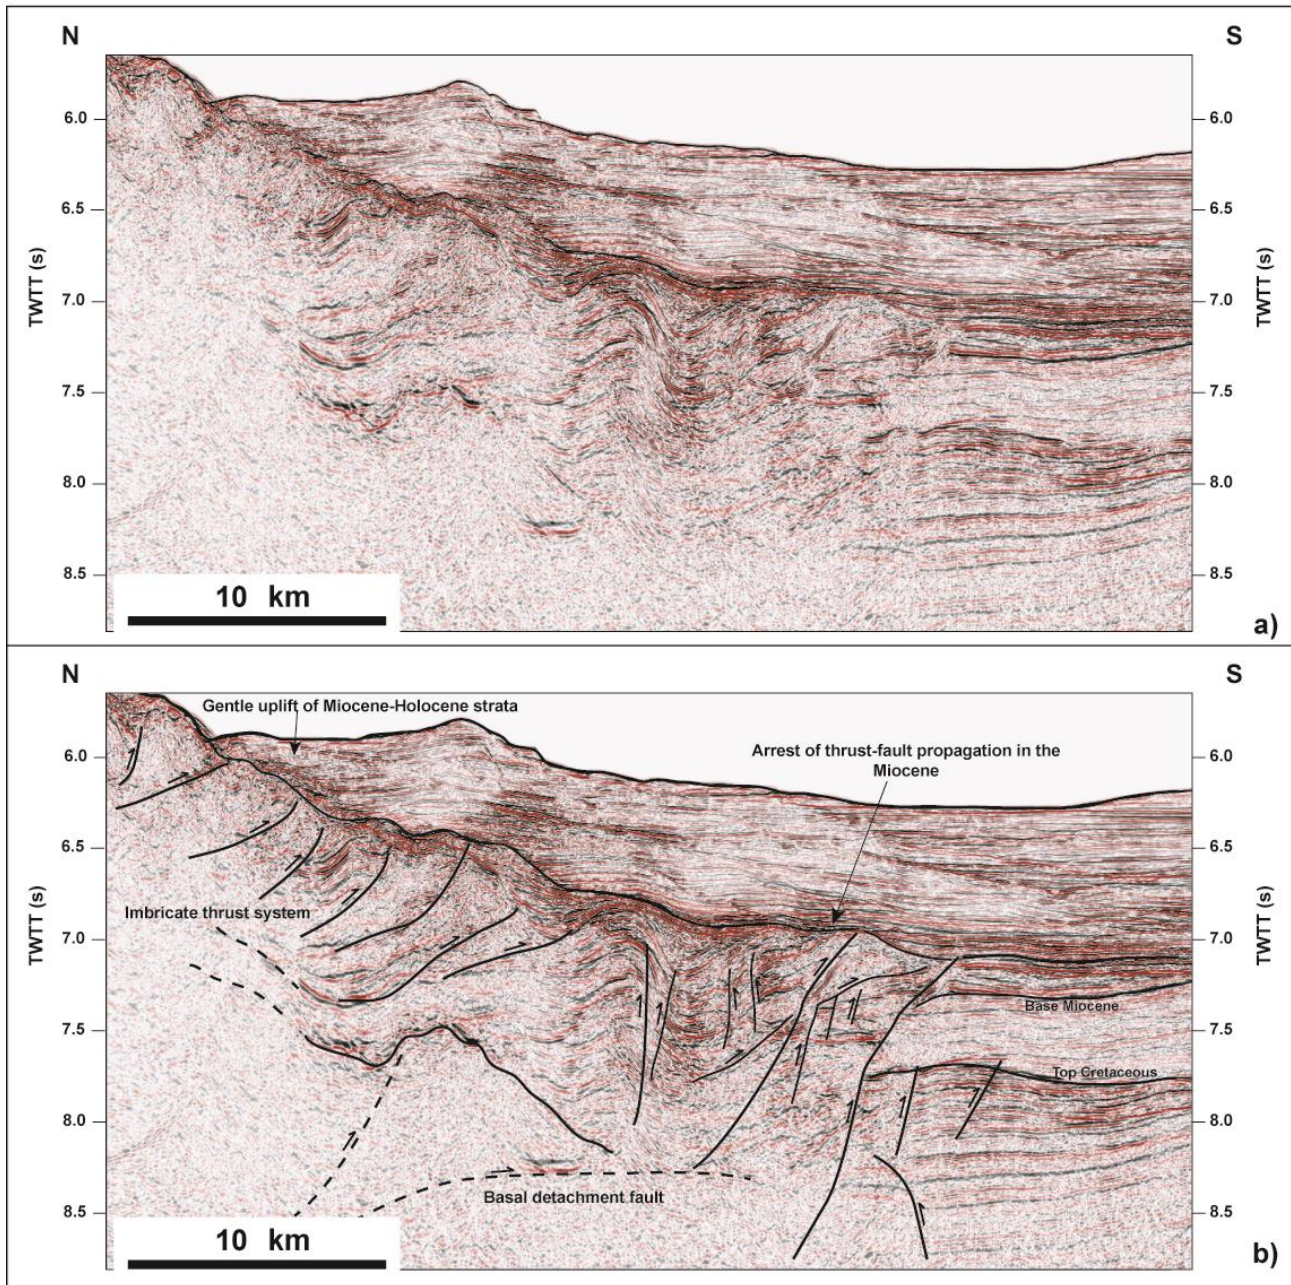 N S
TWTT (s) TWTT (s)
6.0 6.0
6.5 6.5
7.0 7.0
7.5 7.5
8.0 8.0
8.5 8.5
10 km
a)
N S
Gentle uplift of Miocene-Holocene strata
Arrest of thrust-fault propagation in the
Miocene
TWTT (s) TWTT (s)
6.0 6.0
6.5 6.5
Imbricate thrust system
7.0 7.0
Base Miocene
7.5 7.5
Top Cretaceous
8.0 8.0
Basal detachment fault
8.5 8.5
10 km
b)